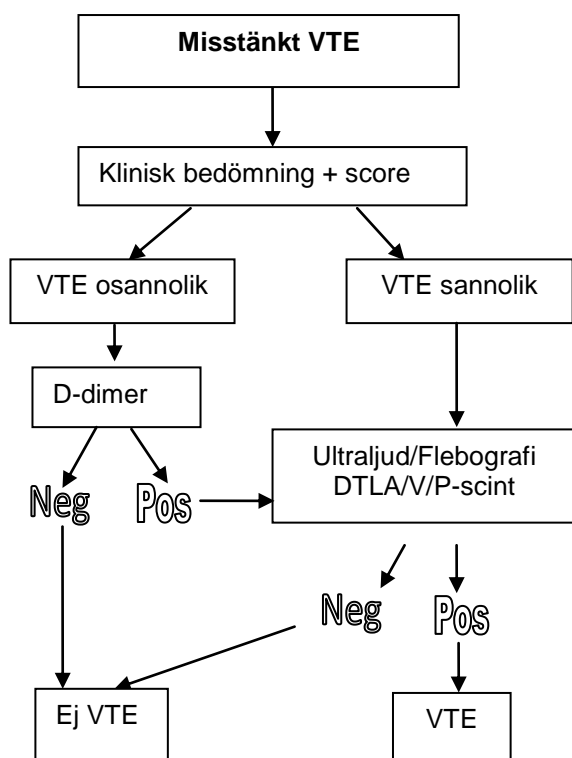 Misstänkt VTE
Klinisk bedömning + score
VTE osannolik
VTE sannolik
D-dimer
Ultraljud/Flebografi
DTLA/V/P-scint
Neg
Pos
Neg
Pos
Ej VTE
VTE